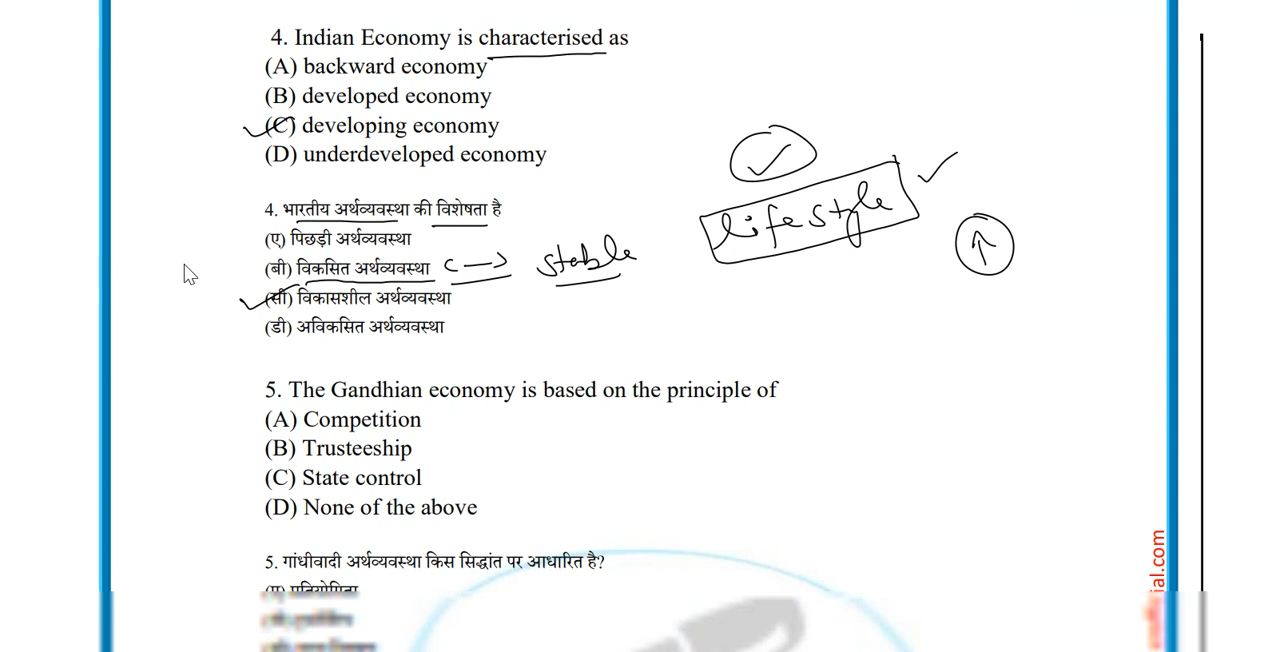 4. Indian Economy is characterised as
(A) backward economy
(B) developed economy
(C) developing economy
(D) underdeveloped economy
lifestyle
4. भारतीय अर्थव्यवस्था की विशेषता है
(ए) पिछड़ी अर्थव्यवस्था
(बी) विकसित अर्थव्यवस्था stable
(सी) विकासशील अर्थव्यवस्था
(डी) अविकसित अर्थव्यवस्था
5. The Gandhian economy is based on the principle of
(A) Competition
(B) Trusteeship
(C) State control
(D) None of the above
5. गांधीवादी अर्थव्यवस्था किस सिद्धांत पर आधारित है?
ial.com